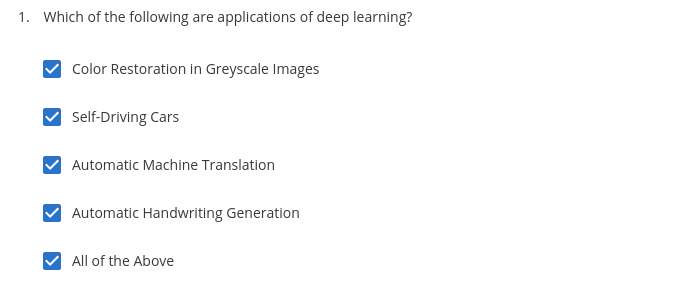 1. Which of the following are applications of deep learning?
Color Restoration in Greyscale Images
Self-Driving Cars
Automatic Machine Translation
Automatic Handwriting Generation
All of the Above